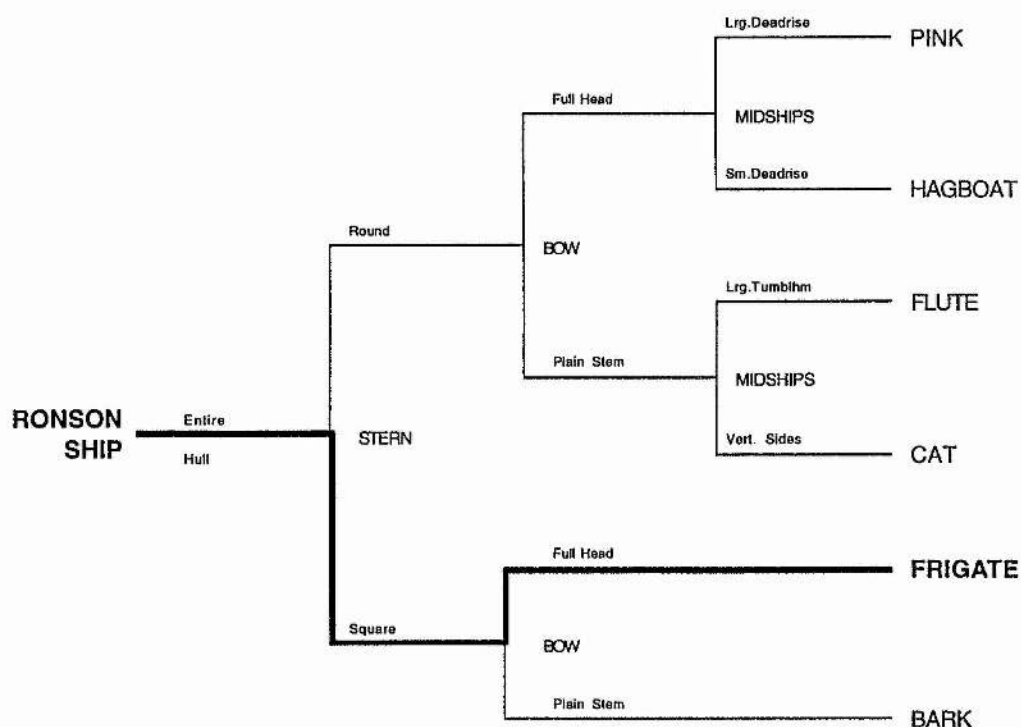 Lrg.Deadrise
PINK
Full Head
MIDSHIPS
Sm.Deadrise
HAGBOAT
Round
BOW
Lrg.Tumblhm
FLUTE
Plain Stem
MIDSHIPS
RONSON
SHIP
Entire
Hull
STERN
Vert. Sides
CAT
Full Head
FRIGATE
Square
BOW
Plain Stem
BARK